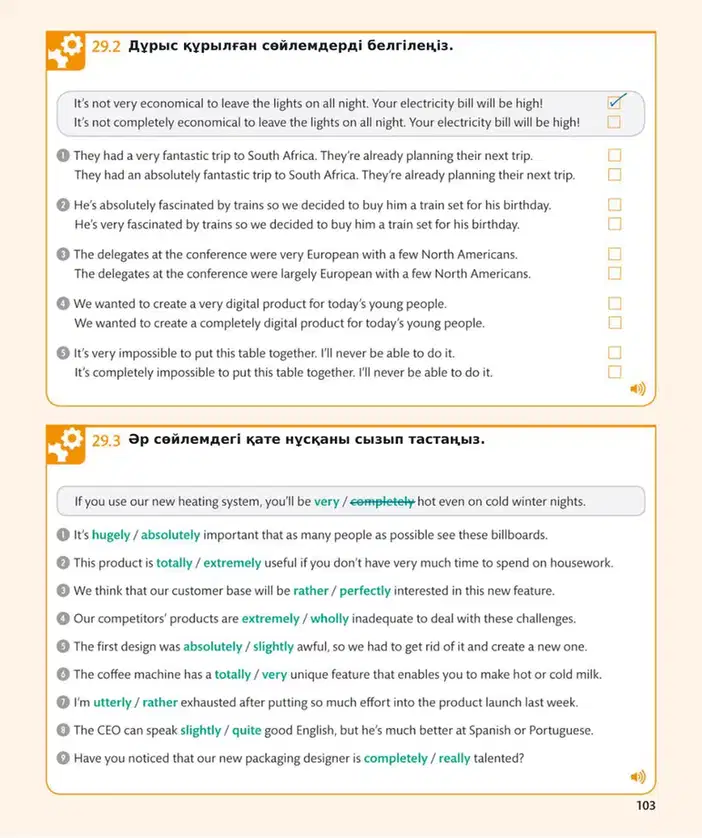 29.2 Дұрыс құрылған сөйлемдерді белгілеңіз.
It's not very economical to leave the lights on all night. Your electricity bill will be high!
It's not completely economical to leave the lights on all night. Your electricity bill will be high!
1 They had a very fantastic trip to South Africa. They're already planning their next trip.
They had an absolutely fantastic trip to South Africa. They're already planning their next trip.
2 He's absolutely fascinated by trains so we decided to buy him a train set for his birthday.
He's very fascinated by trains so we decided to buy him a train set for his birthday.
3 The delegates at the conference were very European with a few North Americans.
The delegates at the conference were largely European with a few North Americans.
4 We wanted to create a very digital product for today's young people.
We wanted to create a completely digital product for today's young people.
5 It's very impossible to put this table together. I'll never be able to do it.
It's completely impossible to put this table together. I'll never be able to do it.
29.3 Әр сөйлемдегі қате нұсқаны сызып тастаңыз.
If you use our new heating system, you'll be very / completely hot even on cold winter nights.
1 It's hugely / absolutely important that as many people as possible see these billboards.
2 This product is totally / extremely useful if you don't have very much time to spend on housework.
3 We think that our customer base will be rather / perfectly interested in this new feature.
4 Our competitors' products are extremely / wholly inadequate to deal with these challenges.
5 The first design was absolutely / slightly awful, so we had to get rid of it and create a new one.
6 The coffee machine has a totally / very unique feature that enables you to make hot or cold milk.
7 I'm utterly / rather exhausted after putting so much effort into the product launch last week.
8 The CEO can speak slightly / quite good English, but he's much better at Spanish or Portuguese.
9 Have you noticed that our new packaging designer is completely / really talented?
103